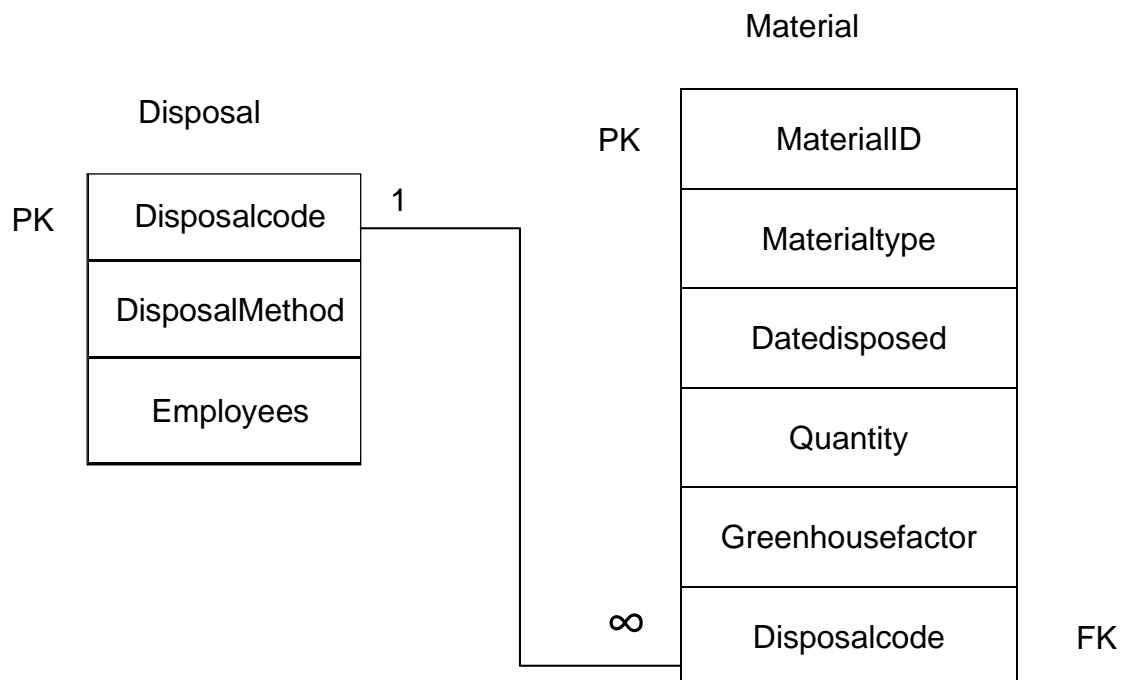 Disposal
PK
Disposalcode
1
DisposalMethod
Employees
Material
PK
MaterialID
Materialtype
Datedisposed
Quantity
Greenhousefactor
∞
Disposalcode
FK